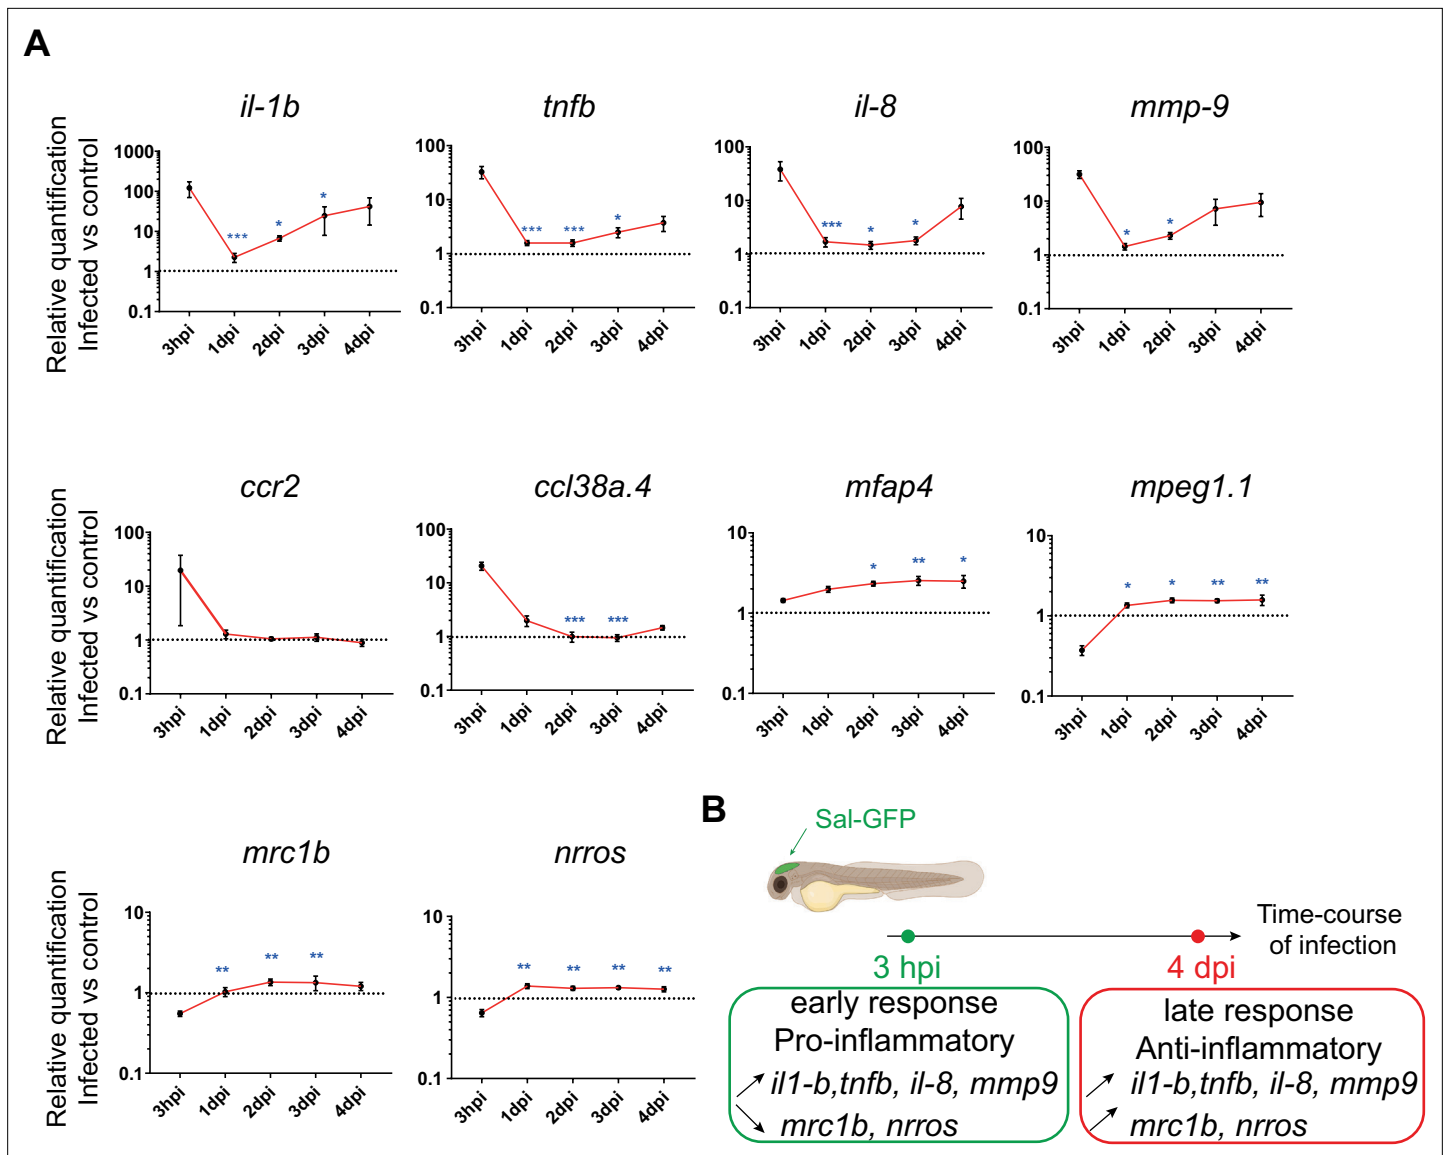 A
il-1b
tnfb
il-8
mmp-9
Relative quantification
Infected vs control
1000
100
10
1
0.1
3hpi
1dpi
2dpi
3dpi
4dpi
***
*
*
100
10
1
0.1
3hpi
1dpi
2dpi
3dpi
4dpi
***
***
*
100
10
1
0.1
3hpi
1dpi
2dpi
3dpi
4dpi
***
*
*
100
10
1
0.1
3hpi
1dpi
2dpi
3dpi
4dpi
*
*
ccr2
ccl38a.4
mfap4
mpeg1.1
Relative quantification
Infected vs control
100
10
1
0.1
3hpi
1dpi
2dpi
3dpi
4dpi
100
10
1
0.1
3hpi
1dpi
2dpi
3dpi
4dpi
***
***
10
1
0.1
3hpi
1dpi
2dpi
3dpi
4dpi
*
**
*
10
1
0.1
3hpi
1dpi
2dpi
3dpi
4dpi
*
*
**
**
mrc1b
nrros
Relative quantification
Infected vs control
10
1
0.1
3hpi
1dpi
2dpi
3dpi
4dpi
**
**
**
10
1
0.1
3hpi
1dpi
2dpi
3dpi
4dpi
**
**
**
**
B
Sal-GFP
Time-course
of infection
3 hpi
4 dpi
early response
Pro-inflammatory
il1-b,tnfb, il-8, mmp9
mrc1b, nrros
late response
Anti-inflammatory
il1-b,tnfb, il-8, mmp9
mrc1b, nrros